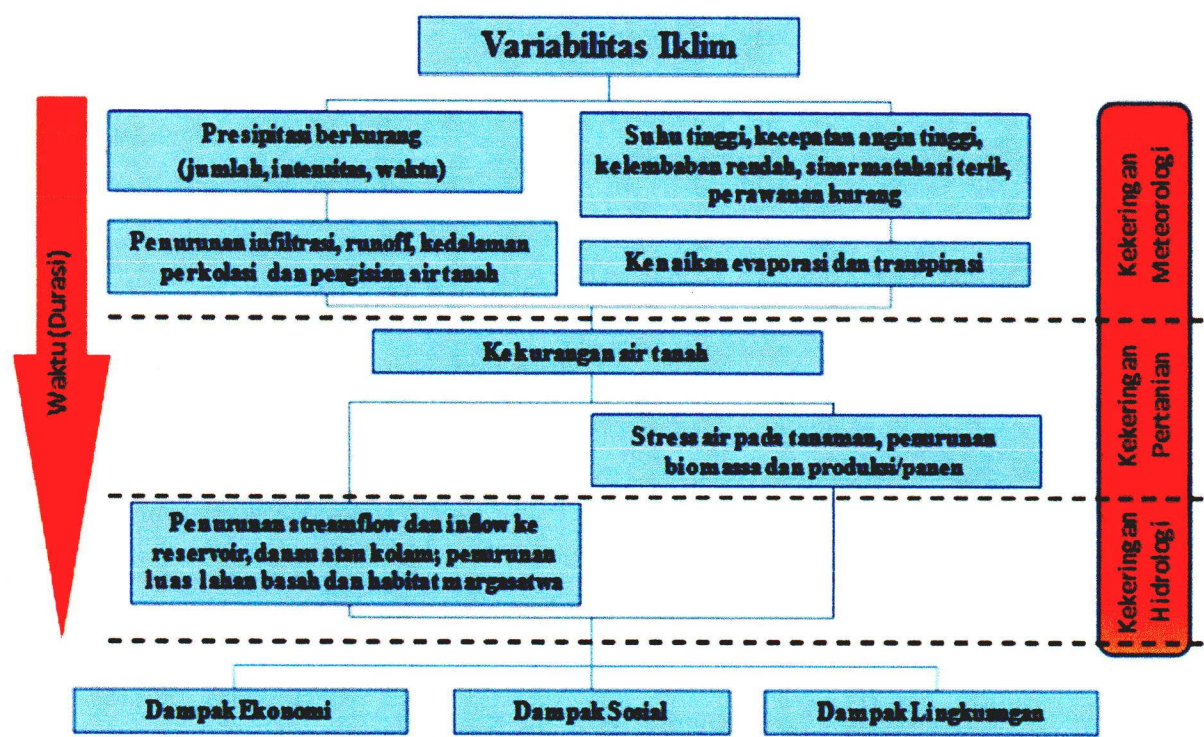 Variabilitas Iklim
Presipitasi berkurang
(jumlah, intensitas, waktu)
Suhu tinggi, kecepatan angin tinggi,
kelembaban rendah, sinar matahari terik,
perawanan kurang
Penurunan infiltrasi, runoff, kedalaman
perkolasi dan pengisian air tanah
Kenaikan evaporasi dan transpirasi
Kekeringan
Meteorologi
Waktu (Durasi)
Kekurangan air tanah
Stress air pada tanaman, penurunan
biomassa dan produksi/panen
Kekeringan
Pertanian
Penurunan streamflow dan inflow ke
reservoir, danau atau kolam; penurunan
luas lahan basah dan habitat margasatwa
Kekeringan
Hidrologi
Dampak Ekonomi
Dampak Sosial
Dampak Lingkungan